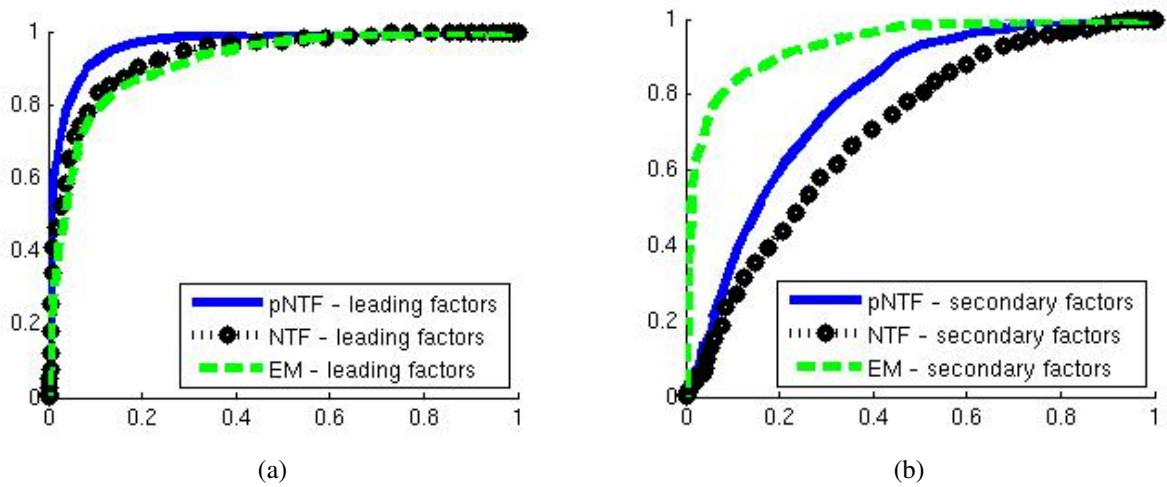 1
0.8
0.6
0.4
0.2
0
0 0.2 0.4 0.6 0.8 1
pNTF - leading factors
NTF - leading factors
EM - leading factors
(a)
1
0.8
0.6
0.4
0.2
0
0 0.2 0.4 0.6 0.8 1
pNTF - secondary factors
NTF - secondary factors
EM - secondary factors
(b)